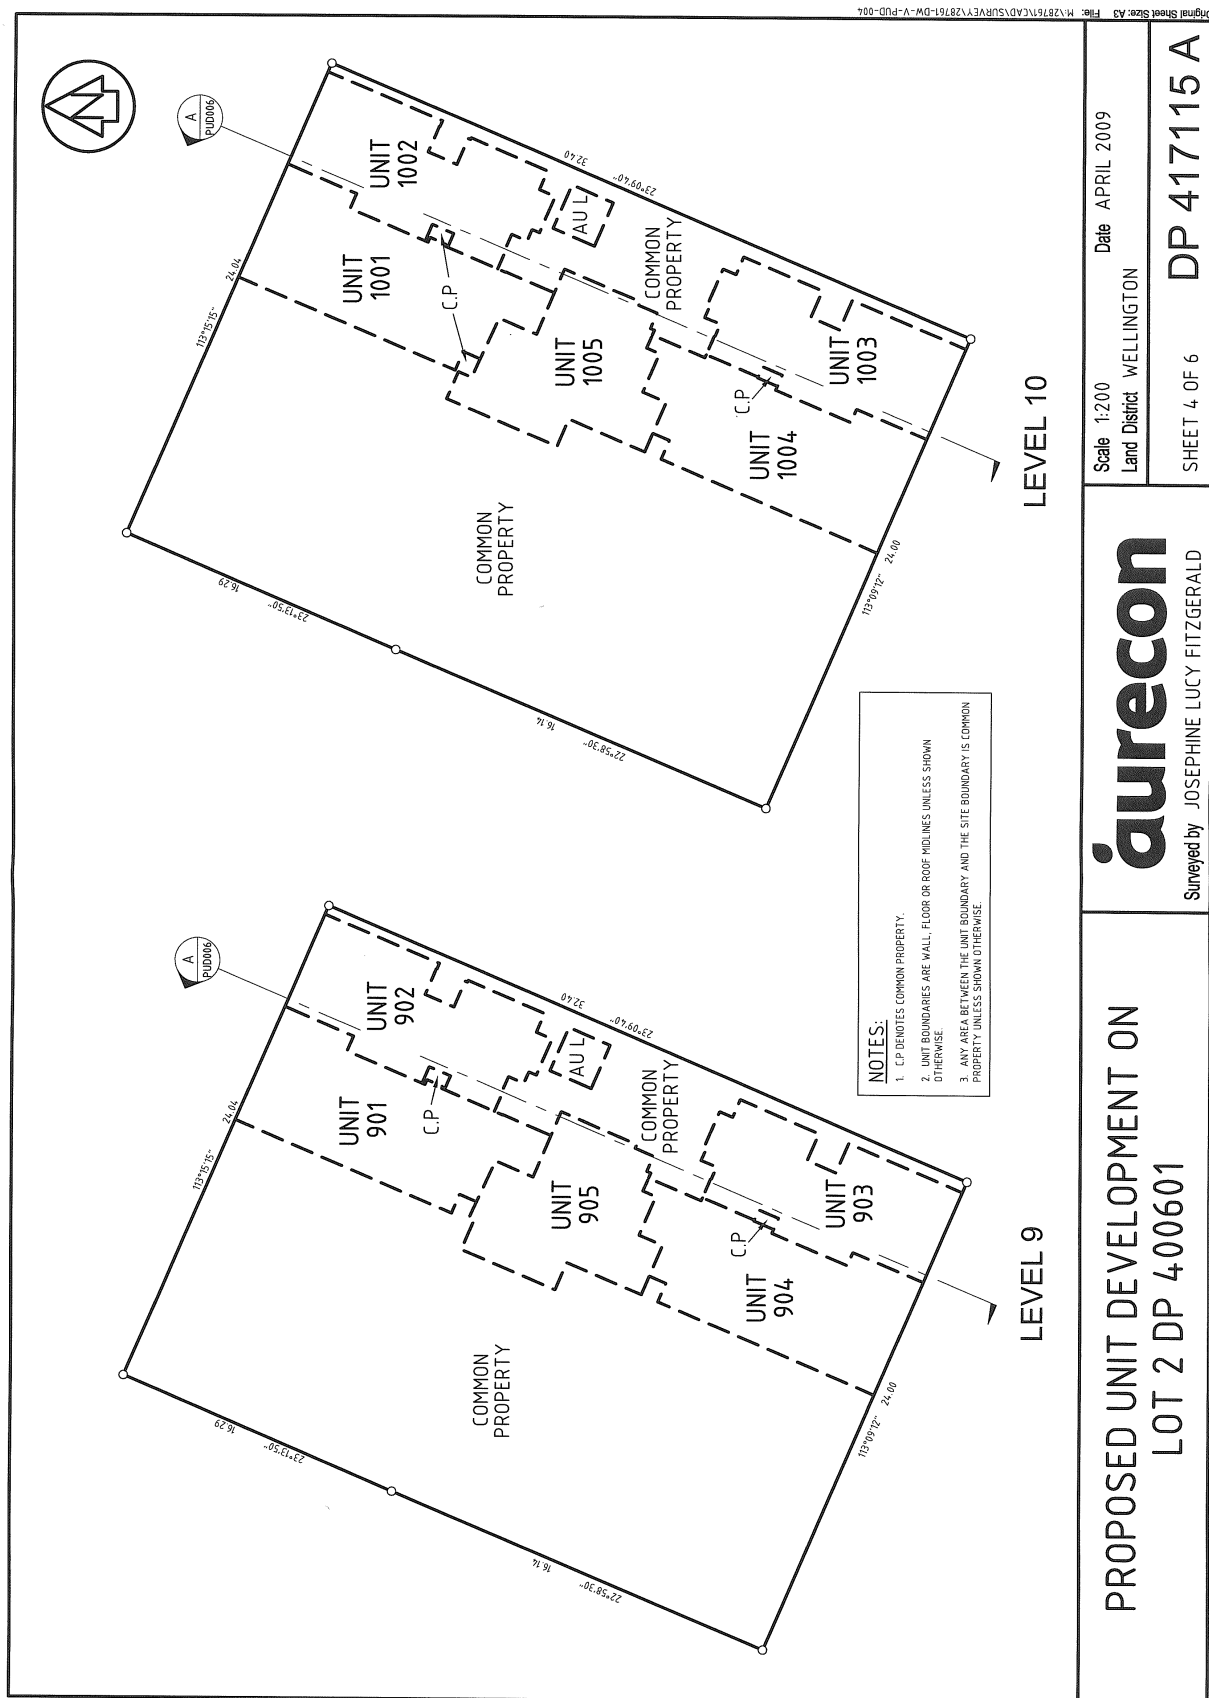 Original Sheet Size: A3 File: M:\28761\CAD\SURVEY\28761-DW-V-PUD-004
A
PUD006
113°15'15"
24.04
UNIT
901
UNIT
902
C.P
AU L
16.29
23°13'50"
COMMON
PROPERTY
UNIT
905
COMMON
PROPERTY
32.40
23°09'40"
16.14
22°58'30"
UNIT
904
C.P
UNIT
903
113°09'12"
24.00
LEVEL 9
A
PUD006
113°15'15"
24.04
UNIT
1001
UNIT
1002
C.P
AU L
16.29
23°13'50"
COMMON
PROPERTY
UNIT
1005
COMMON
PROPERTY
32.40
23°09'40"
16.14
22°58'30"
UNIT
1004
C.P
UNIT
1003
113°09'12"
24.00
LEVEL 10
N
NOTES:
1. C.P DENOTES COMMON PROPERTY.
2. UNIT BOUNDARIES ARE WALL, FLOOR OR ROOF MIDLINES UNLESS SHOWN
OTHERWISE.
3. ANY AREA BETWEEN THE UNIT BOUNDARY AND THE SITE BOUNDARY IS COMMON
PROPERTY UNLESS SHOWN OTHERWISE.
PROPOSED UNIT DEVELOPMENT ON
LOT 2 DP 400601
aurecon
Surveyed by JOSEPHINE LUCY FITZGERALD
Scale 1:200 Date APRIL 2009
Land District WELLINGTON
SHEET 4 OF 6 DP 417115 A